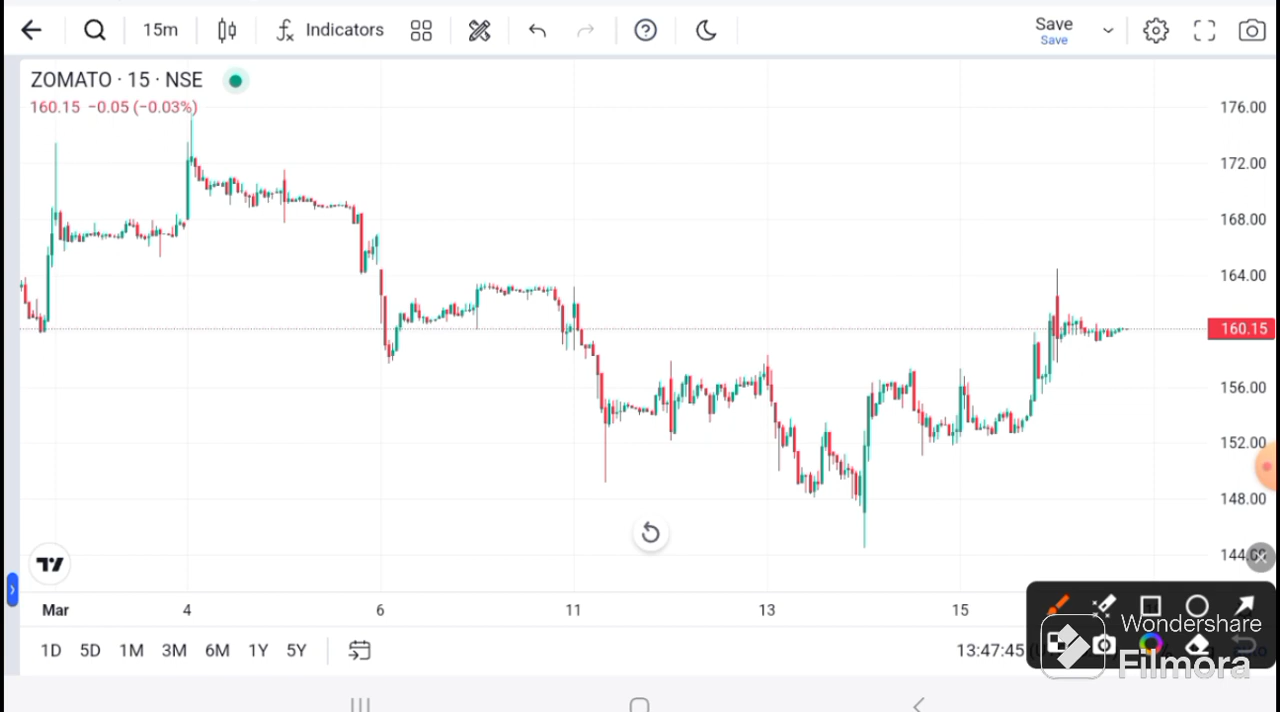 15m Indicators Save
Save
ZOMATO · 15 · NSE
160.15 −0.05 (−0.03%)
176.00
172.00
168.00
164.00
160.15
156.00
152.00
148.00
144.00
Mar 4 6 11 13 15
1D 5D 1M 3M 6M 1Y 5Y 13:47:45
Wondershare
Filmora